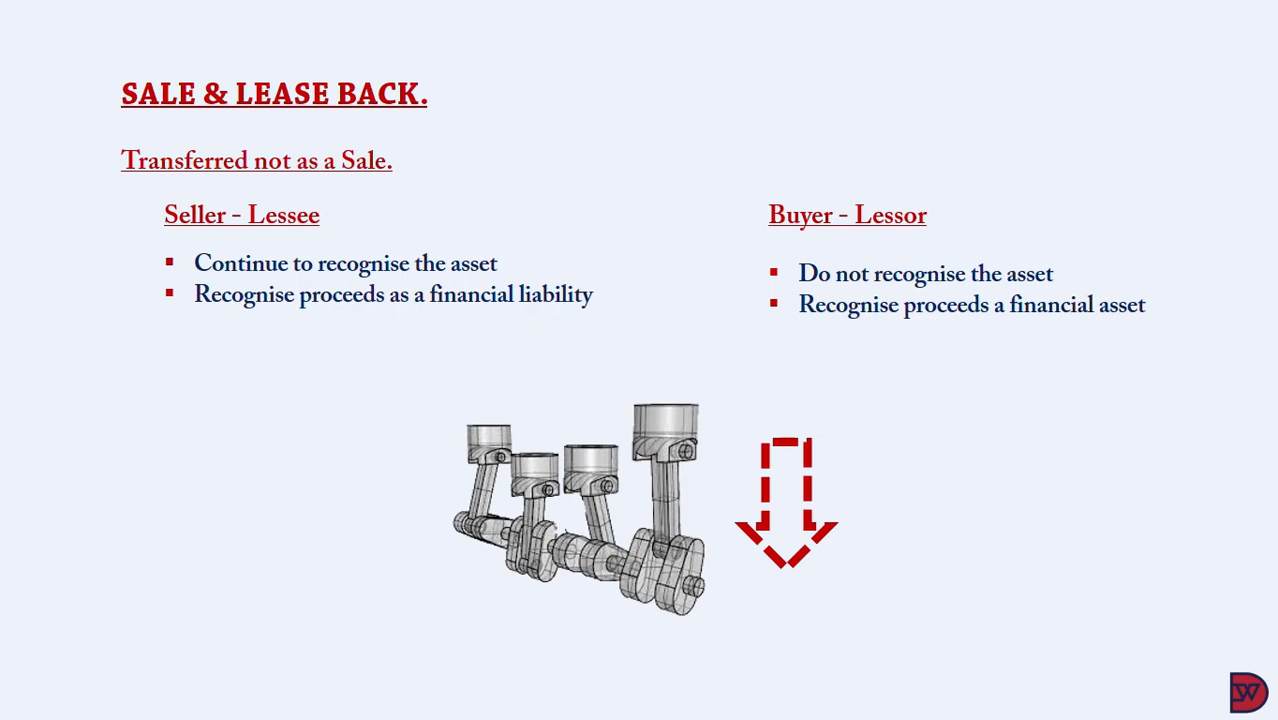 SALE & LEASE BACK.
Transferred not as a Sale.
Seller - Lessee
▪ Continue to recognise the asset
▪ Recognise proceeds as a financial liability
Buyer - Lessor
▪ Do not recognise the asset
▪ Recognise proceeds a financial asset
DW